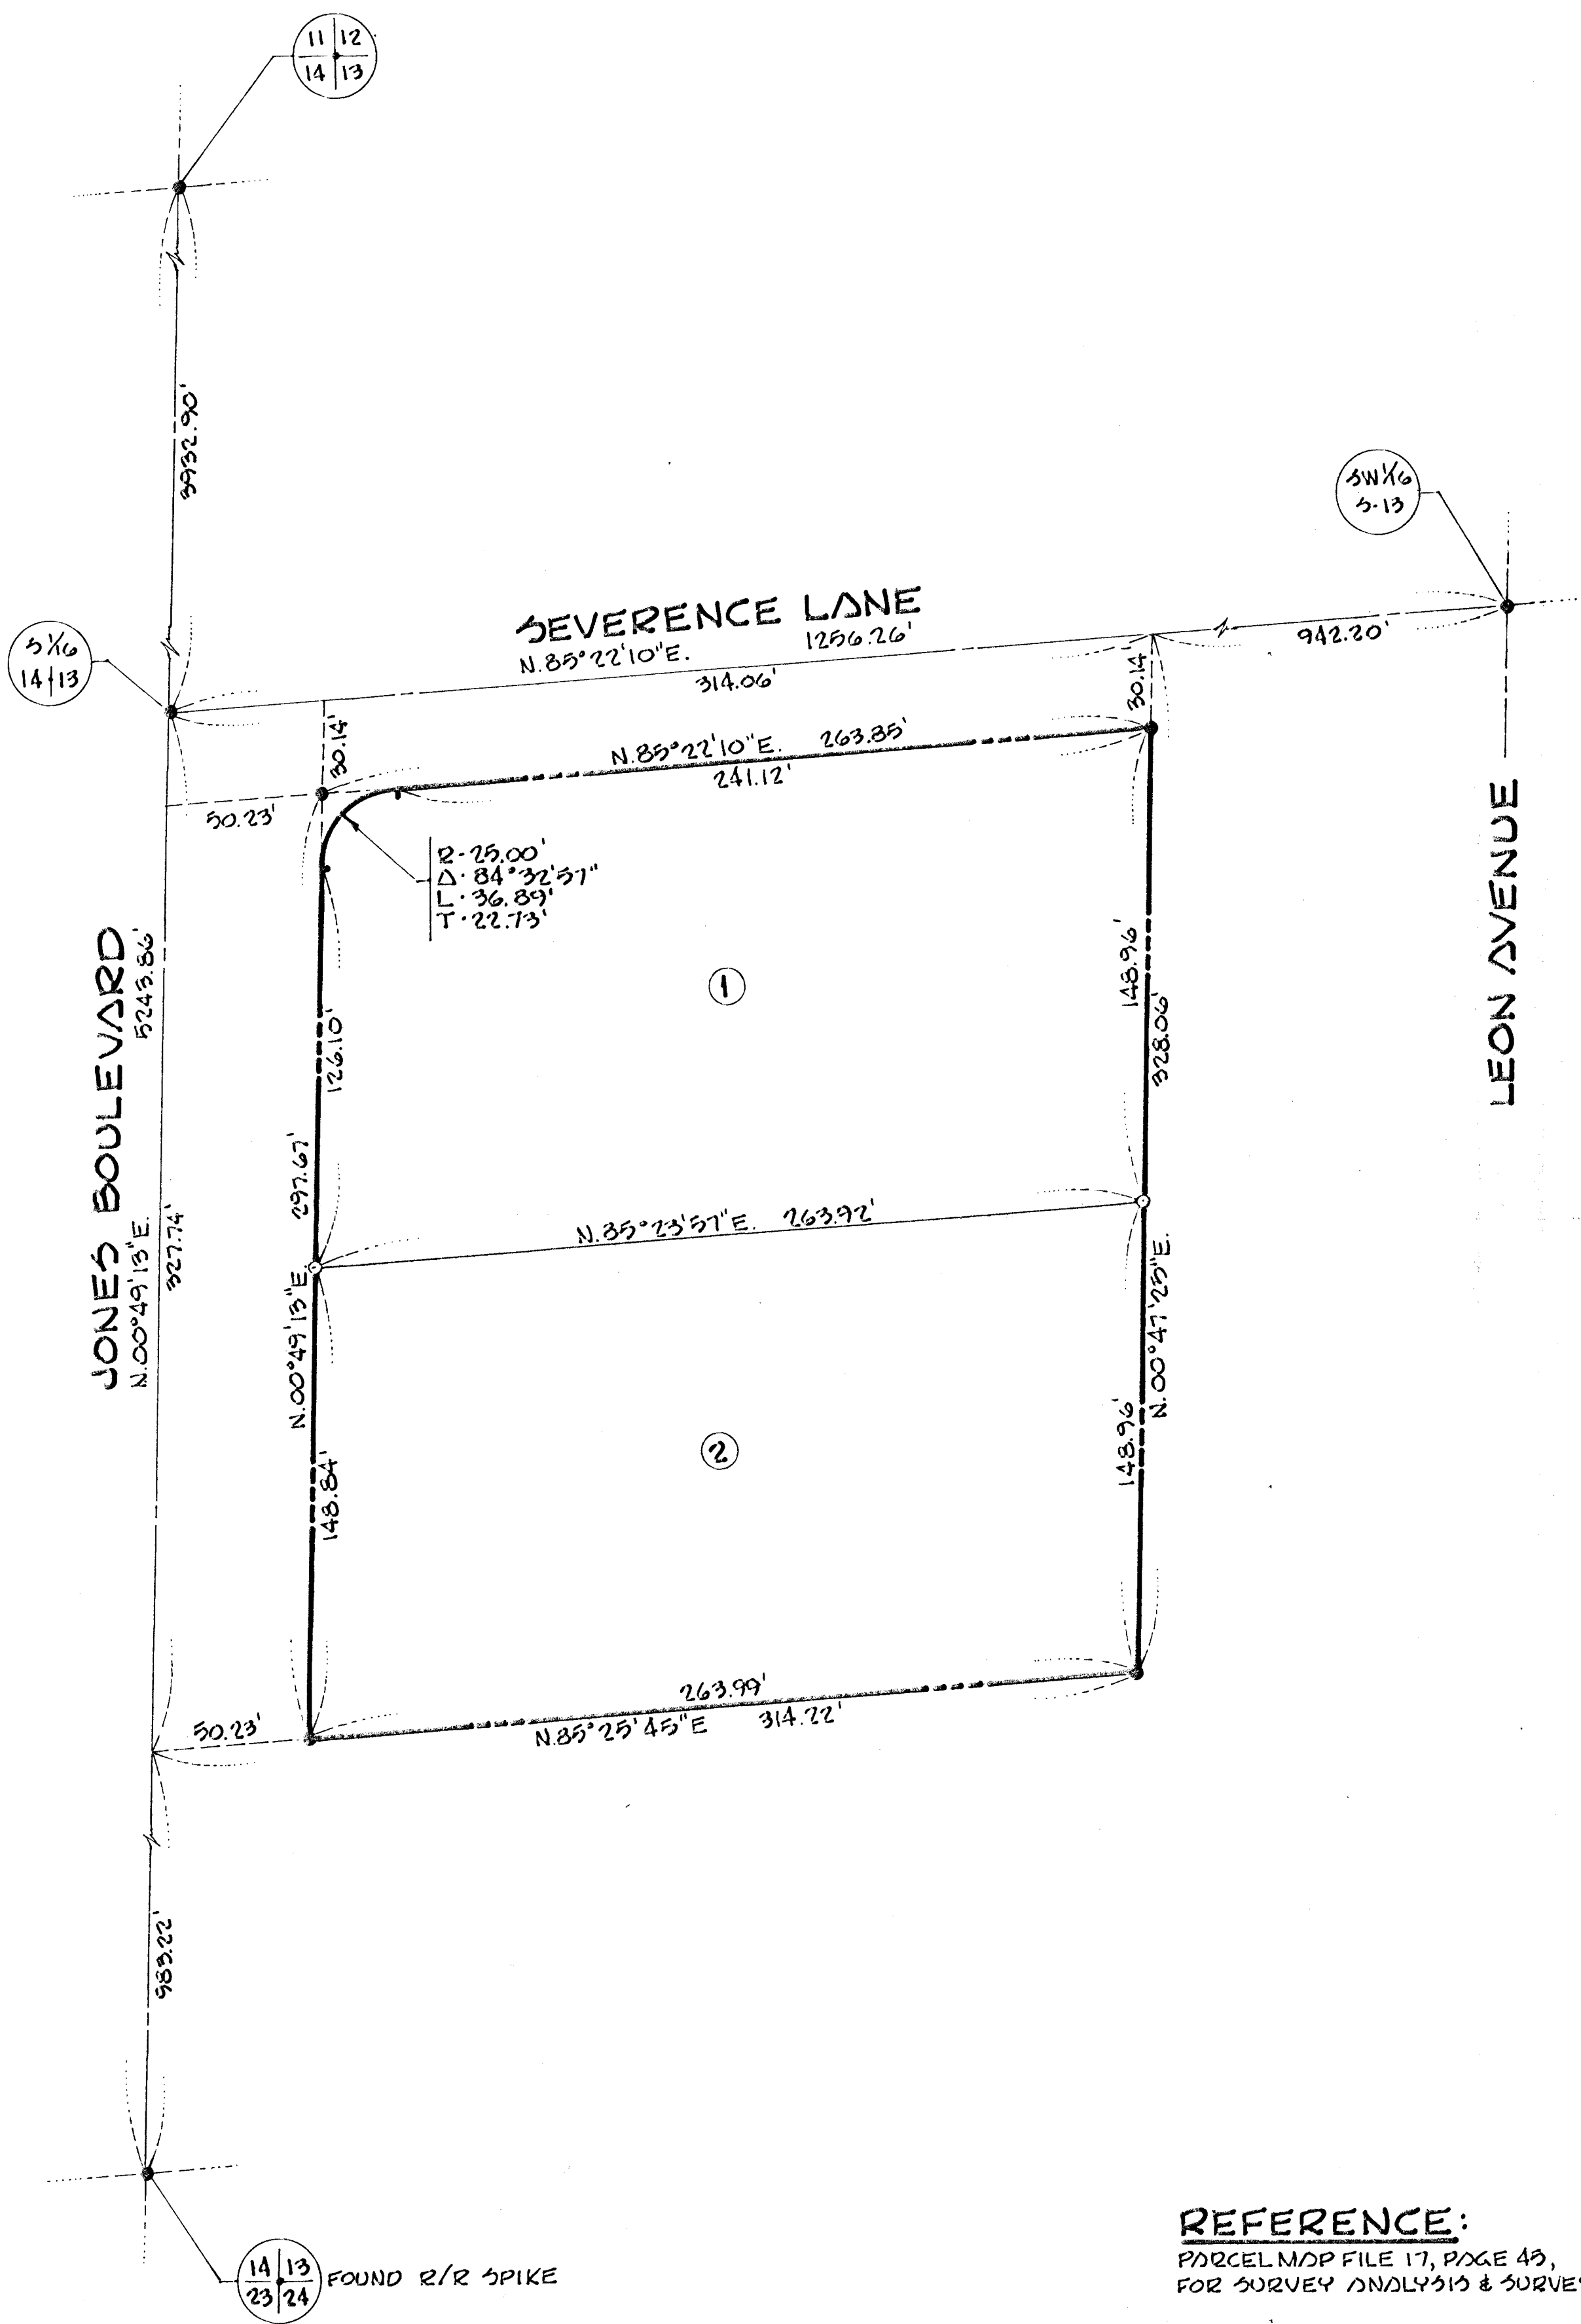 11 12
14 13
3932.90'
SW 1/16
S-13
SEVERENCE LANE
N.85°22'10"E. 1256.26'
314.06'
942.20'
S 1/16
14 13
30.14'
30.14'
N.85°22'10"E. 263.85'
241.12'
50.23'
R·25.00'
Δ·84°32'57"
L·36.89'
T·22.73'
LEON AVENUE
JONES BOULEVARD
N.00°49'13"E. 5243.86'
327.74'
1
148.96'
328.06'
126.10'
297.67'
N.85°23'57"E. 263.92'
N.00°49'13"E.
N.00°47'25"E.
2
148.84'
148.96'
263.99'
N.85°25'45"E 314.22'
50.23'
983.22'
14 13
23 24
FOUND R/R SPIKE
REFERENCE:
PARCEL MAP FILE 17, PAGE 45,
FOR SURVEY ANALYSIS &